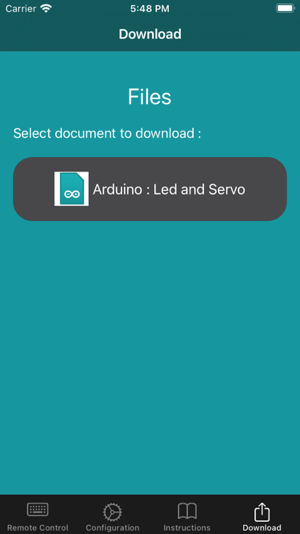 Carrier 5:48 PM
Download
Files
Select document to download :
Arduino : Led and Servo
Remote Control Configuration Instructions Download